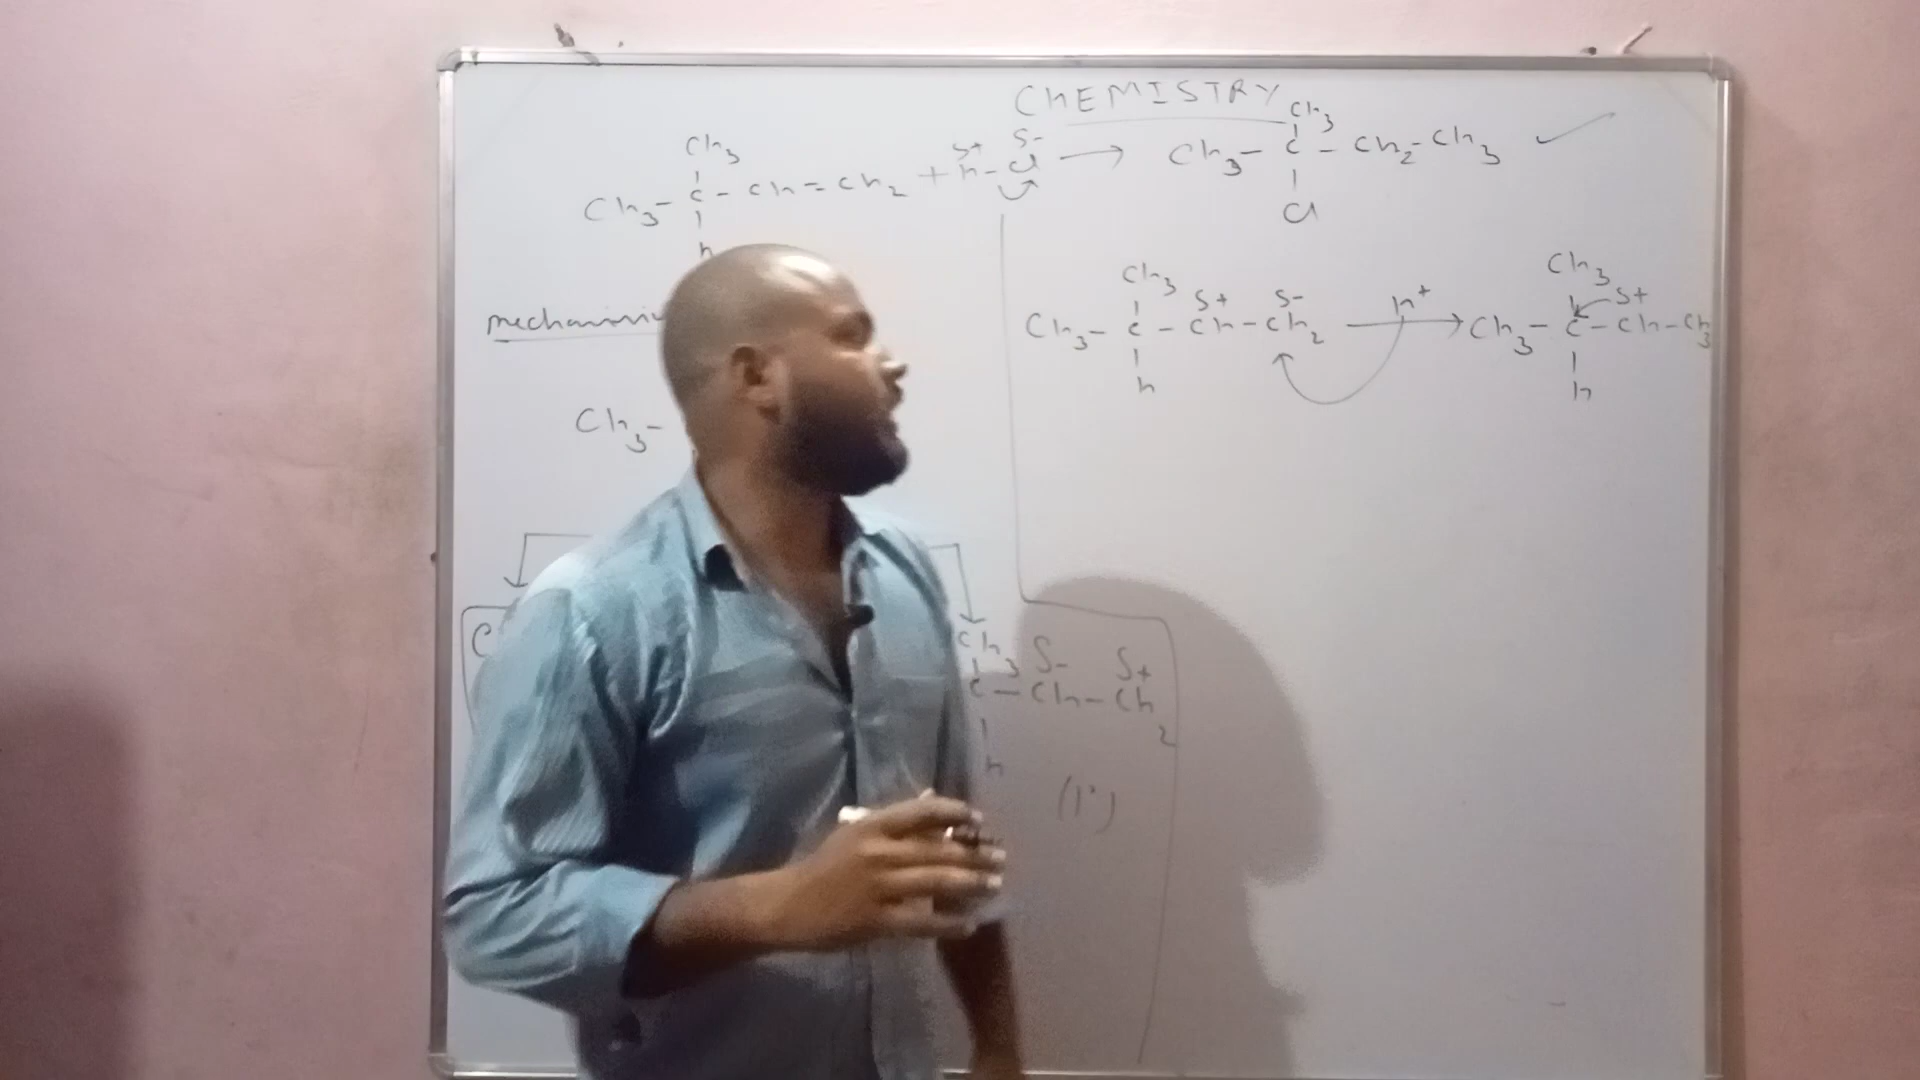 CHEMISTRY
Ch3
Ch3- c - ch = ch2 + h - Cl → Ch3 - c - ch2 - Ch3
h
S+
S-
Ch3
Cl
mechanism
Ch3-
Ch3
Ch3- c - ch - ch2 → Ch3 - c - ch - ch3
S+
S-
h+
h
Ch3
S+
h
C
Ch3
S-
S+
c - ch - ch2
h
(1°)